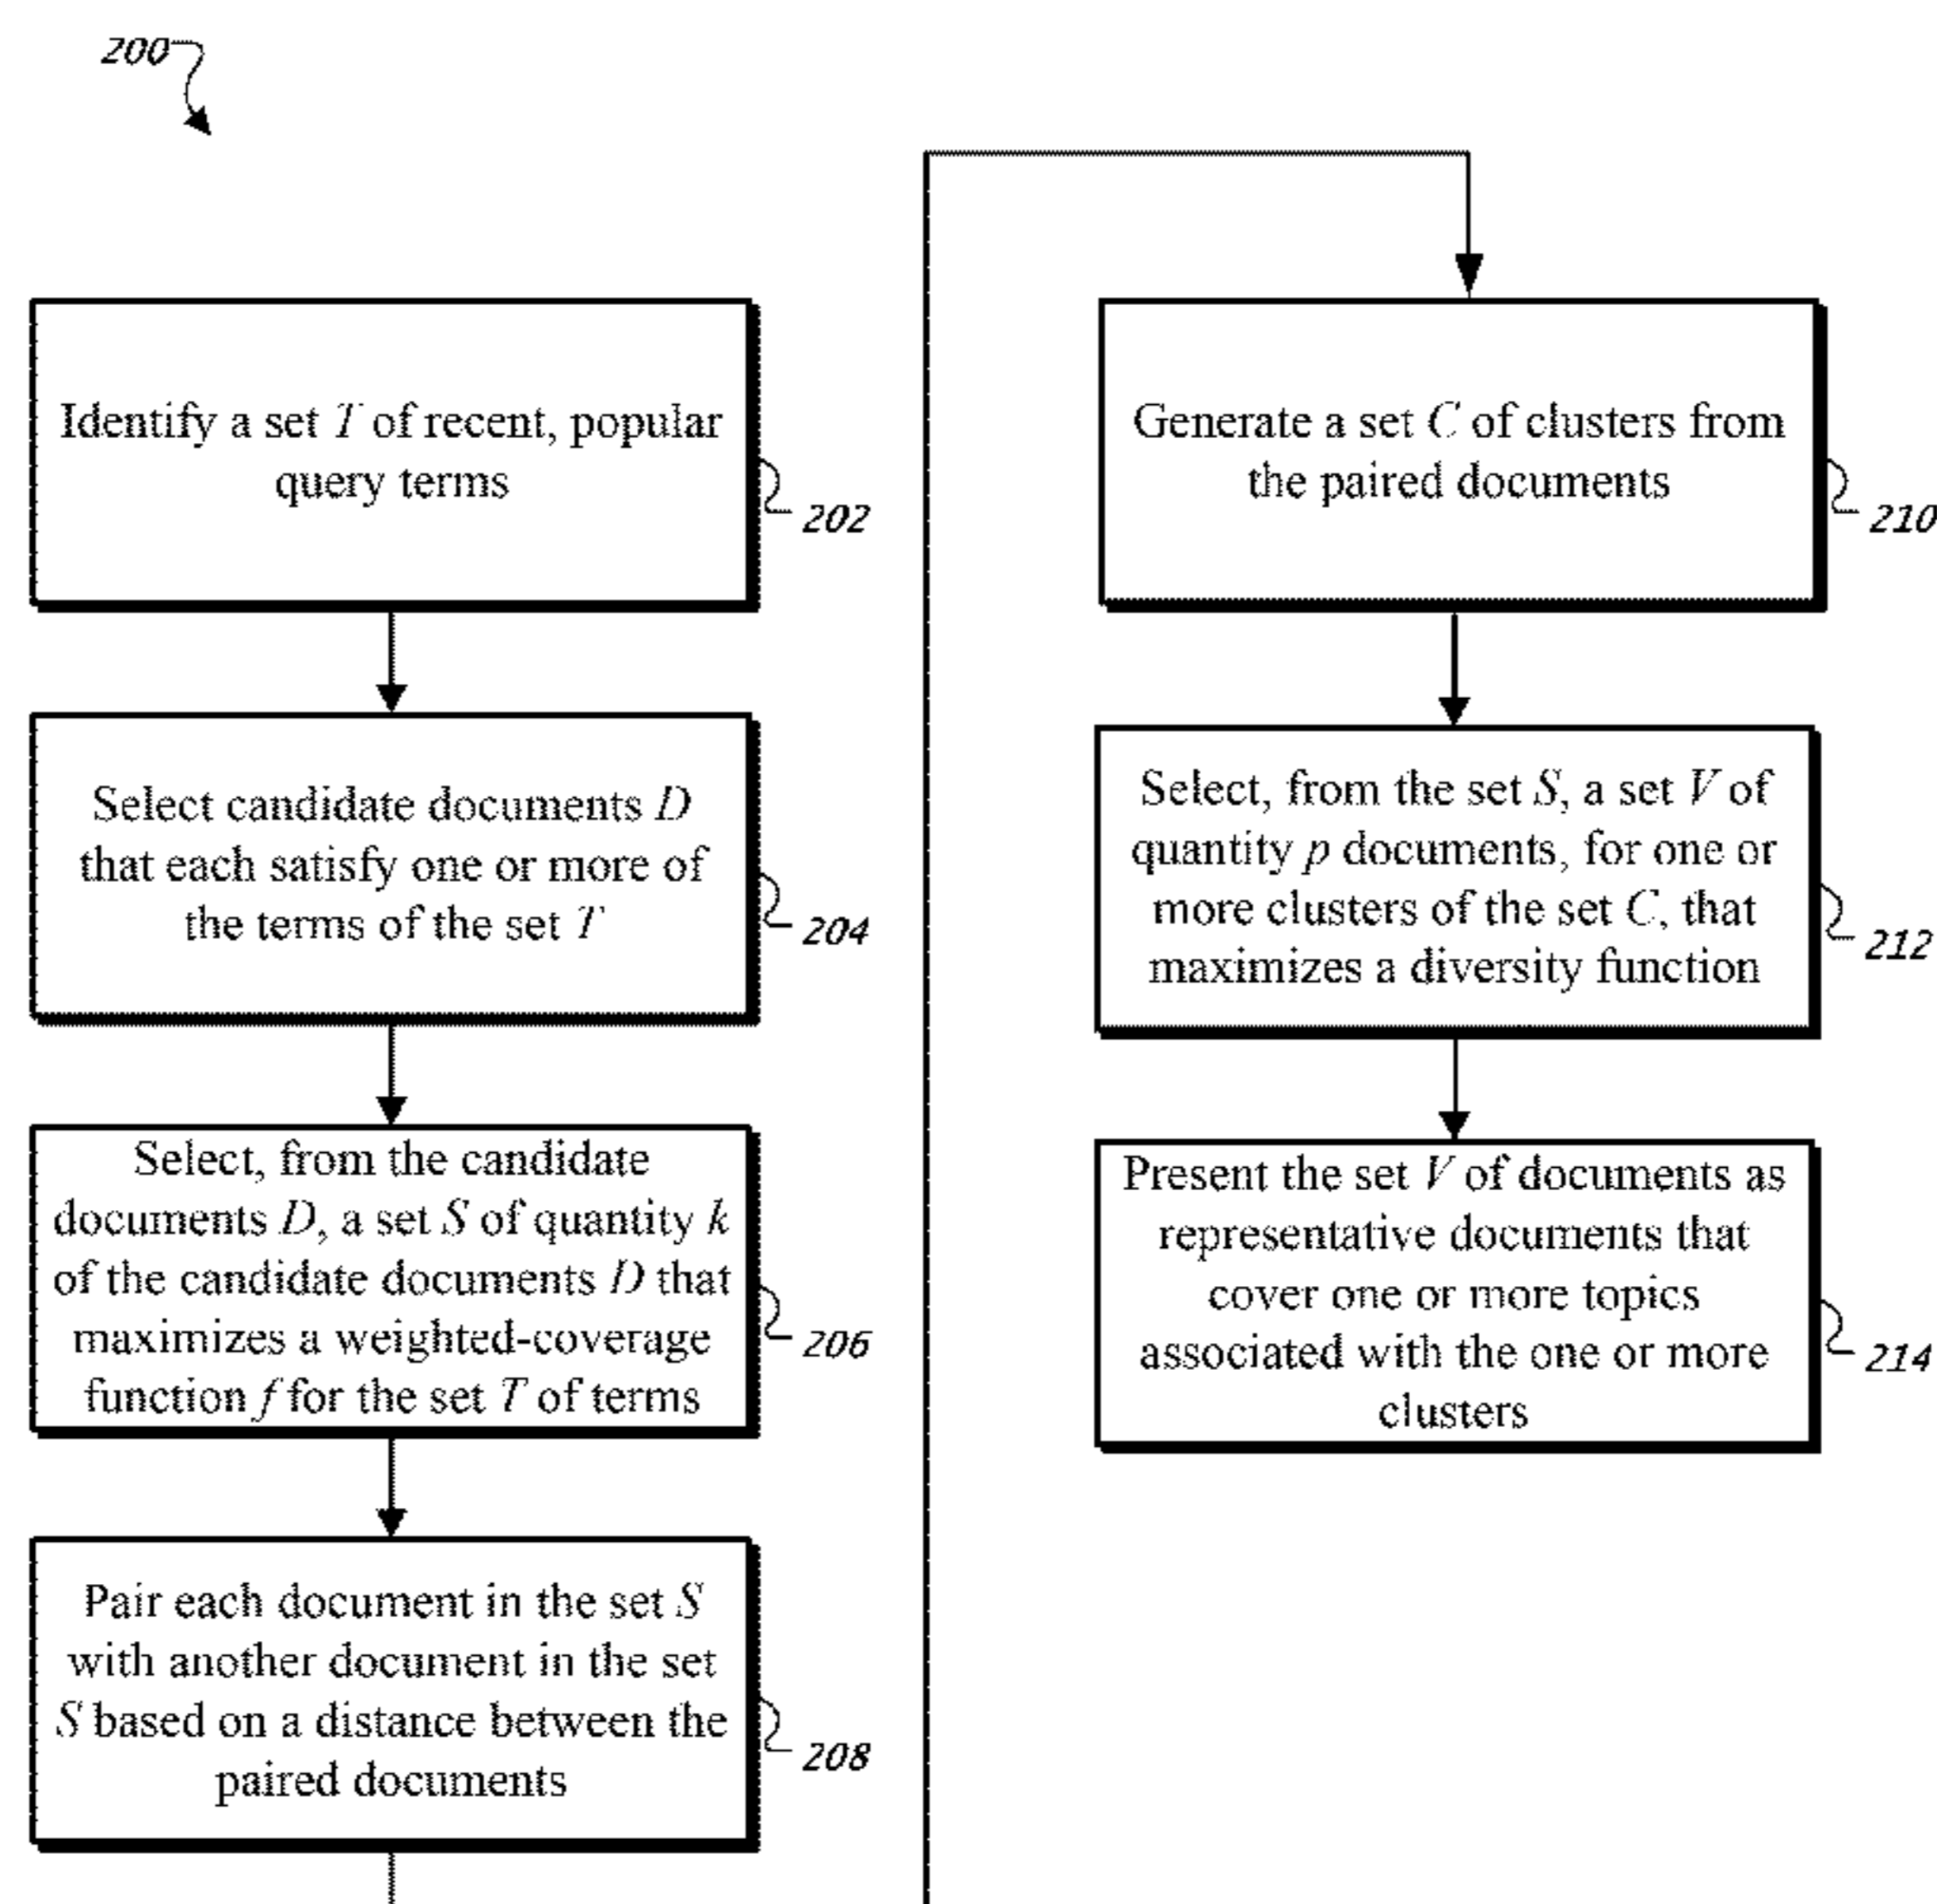 200
Identify a set T of recent, popular
query terms
202
Select candidate documents D
that each satisfy one or more of
the terms of the set T
204
Select, from the candidate
documents D, a set S of quantity k
of the candidate documents D that
maximizes a weighted-coverage
function f for the set T of terms
206
Pair each document in the set S
with another document in the set
S based on a distance between the
paired documents
208
Generate a set C of clusters from
the paired documents
210
Select, from the set S, a set V of
quantity p documents, for one or
more clusters of the set C, that
maximizes a diversity function
212
Present the set V of documents as
representative documents that
cover one or more topics
associated with the one or more
clusters
214